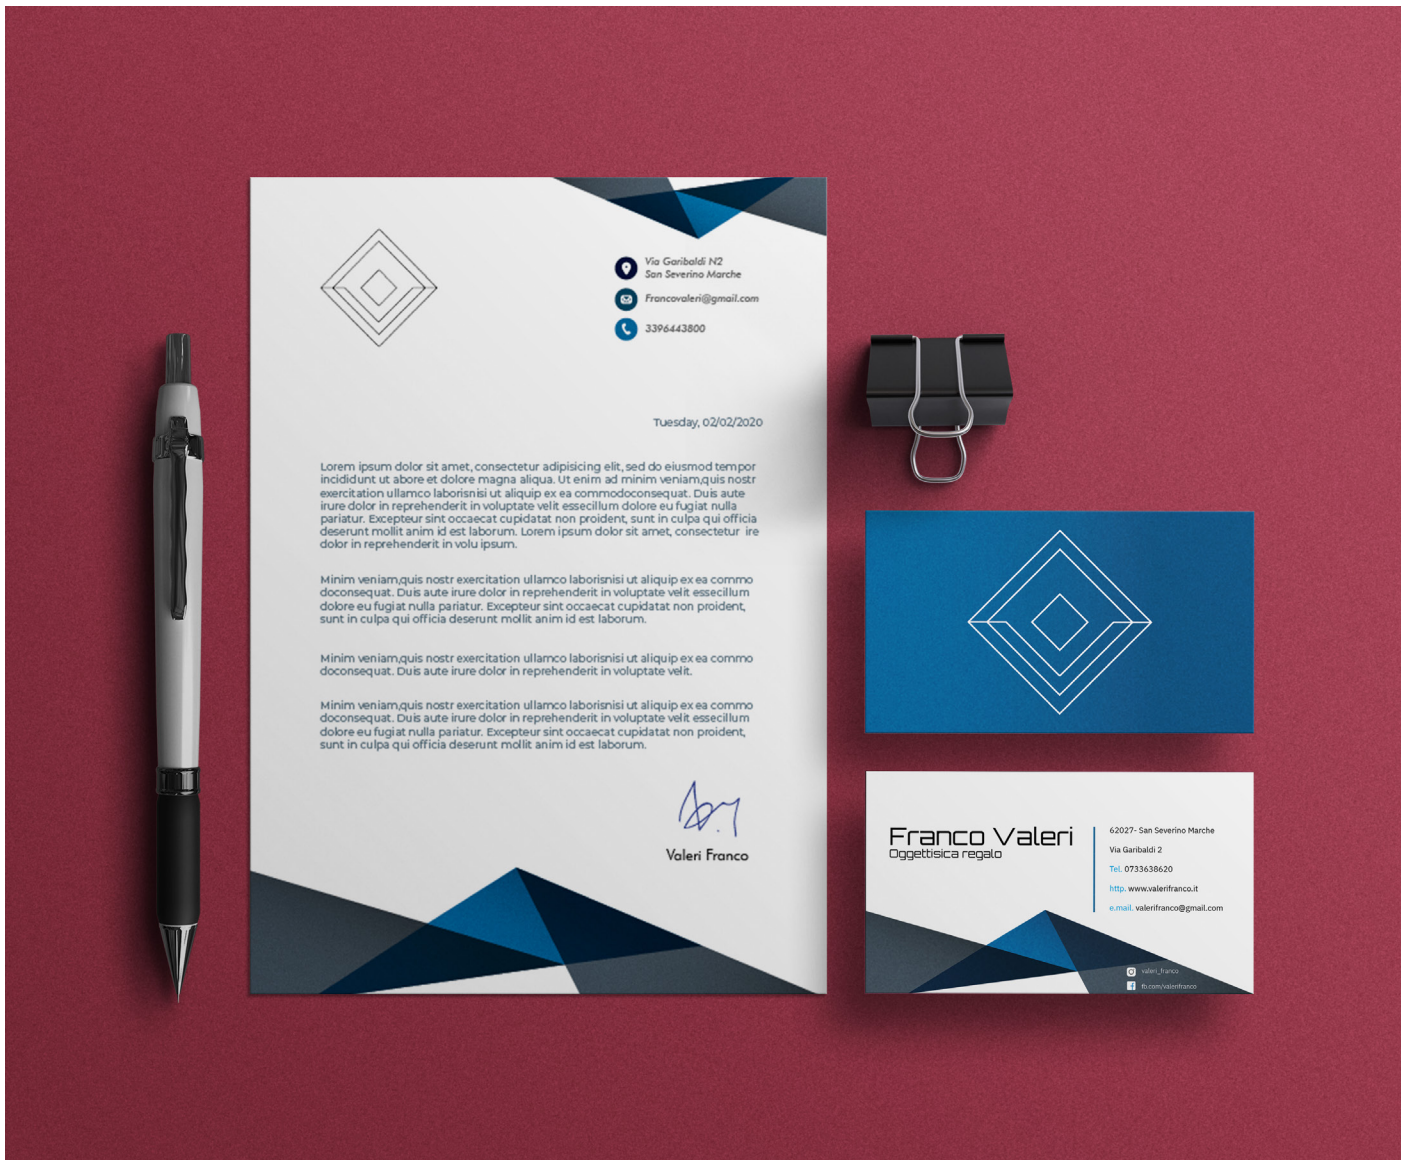 Via Garibaldi N2
San Severino Marche
Francovaleri@gmail.com
3396443800
Tuesday, 02/02/2020
Lorem ipsum dolor sit amet, consectetur adipisicing elit, sed do eiusmod tempor
incididunt ut abore et dolore magna aliqua. Ut enim ad minim veniam,quis nostr
exercitation ullamco laborisnisi ut aliquip ex ea commodoconsequat. Duis aute
irure dolor in reprehenderit in voluptate velit essecillum dolore eu fugiat nulla
pariatur. Excepteur sint occaecat cupidatat non proident, sunt in culpa qui officia
deserunt mollit anim id est laborum. Lorem ipsum dolor sit amet, consectetur ire
dolor in reprehenderit in volu ipsum.
Minim veniam,quis nostr exercitation ullamco laborisnisi ut aliquip ex ea commo
doconsequat. Duis aute irure dolor in reprehenderit in voluptate velit essecillum
dolore eu fugiat nulla pariatur. Excepteur sint occaecat cupidatat non proident,
sunt in culpa qui officia deserunt mollit anim id est laborum.
Minim veniam,quis nostr exercitation ullamco laborisnisi ut aliquip ex ea commo
doconsequat. Duis aute irure dolor in reprehenderit in voluptate velit.
Minim veniam,quis nostr exercitation ullamco laborisnisi ut aliquip ex ea commo
doconsequat. Duis aute irure dolor in reprehenderit in voluptate velit essecillum
dolore eu fugiat nulla pariatur. Excepteur sint occaecat cupidatat non proident,
sunt in culpa qui officia deserunt mollit anim id est laborum.
Valeri Franco
Franco Valeri
Oggettisica regalo
62027- San Severino Marche
Via Garibaldi 2
Tel. 0733638620
http. www.valerifranco.it
e.mail. valerifranco@gmail.com
valeri_franco
fb.com/valerifranco